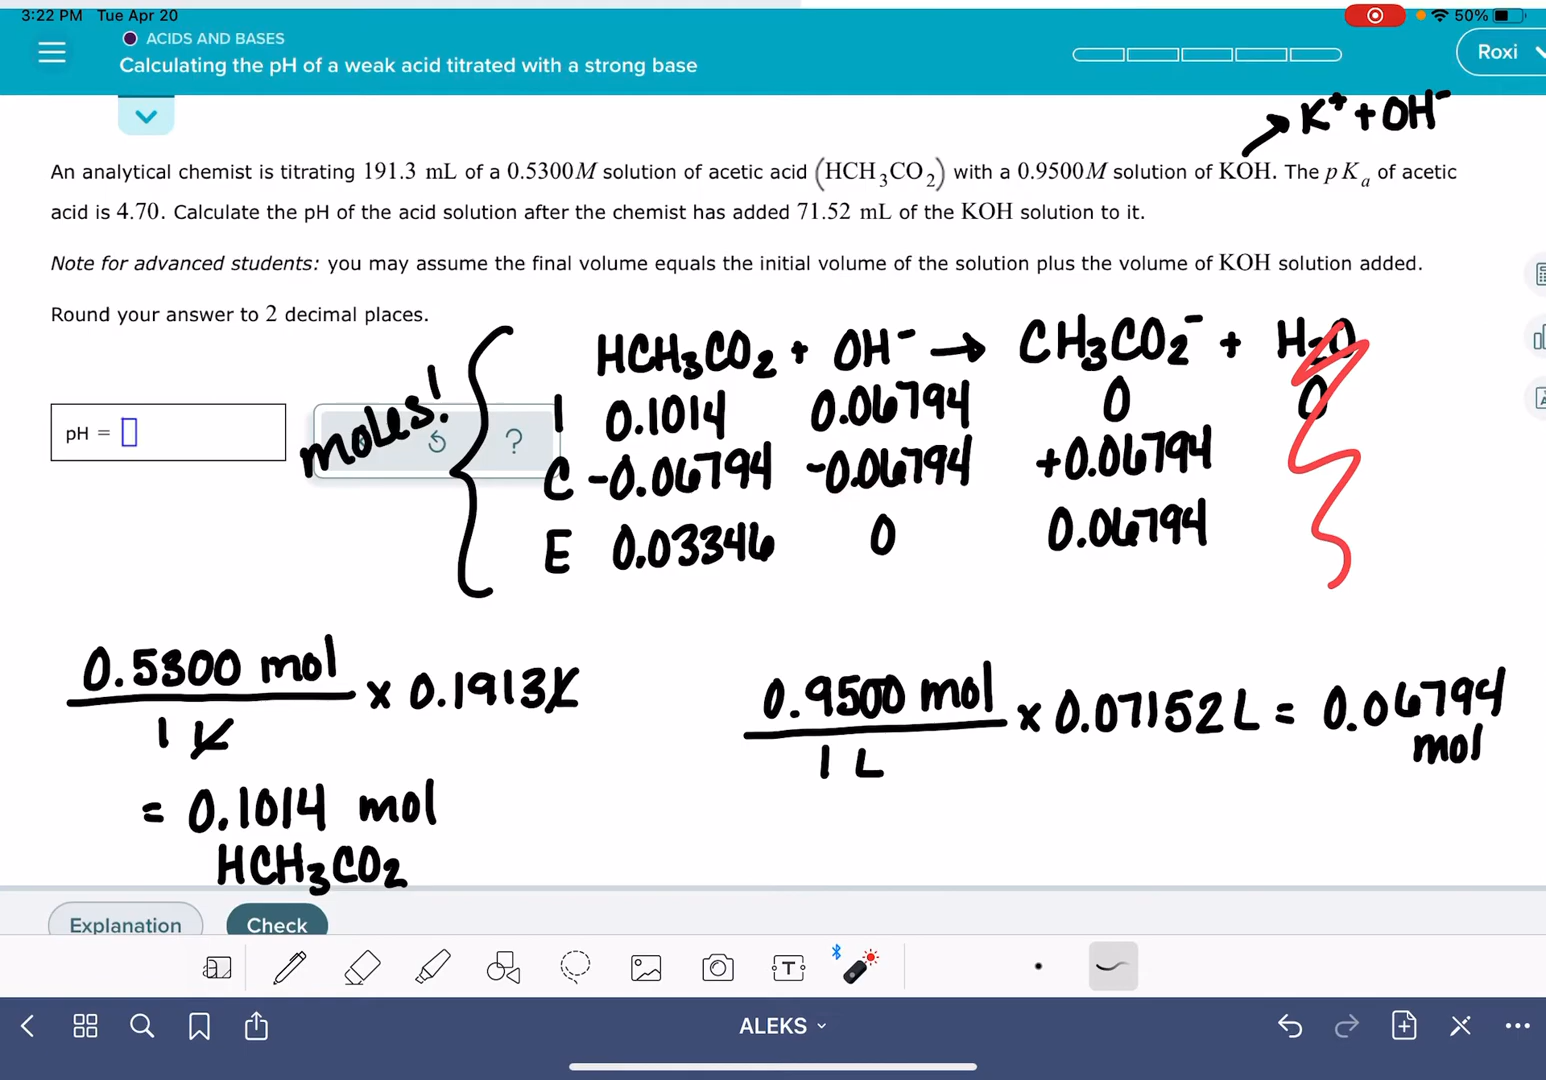 3:22 PM Tue Apr 20
50%
ACIDS AND BASES
Calculating the pH of a weak acid titrated with a strong base
Roxi
K⁺ + OH⁻
An analytical chemist is titrating 191.3 mL of a 0.5300M solution of acetic acid (HCH₃CO₂) with a 0.9500M solution of KOH. The pKₐ of acetic
acid is 4.70. Calculate the pH of the acid solution after the chemist has added 71.52 mL of the KOH solution to it.
Note for advanced students: you may assume the final volume equals the initial volume of the solution plus the volume of KOH solution added.
Round your answer to 2 decimal places.
pH =
?
moles!
HCH₃CO₂ + OH⁻ → CH₃CO₂⁻ + H₂O
I 0.1014 0.06794 0 0
C -0.06794 -0.06794 +0.06794
E 0.03346 0 0.06794
0.5300 mol
1 L
x 0.1913L
= 0.1014 mol
HCH₃CO₂
0.9500 mol
1 L
x 0.07152 L = 0.06794
mol
Explanation
Check
T
ALEKS